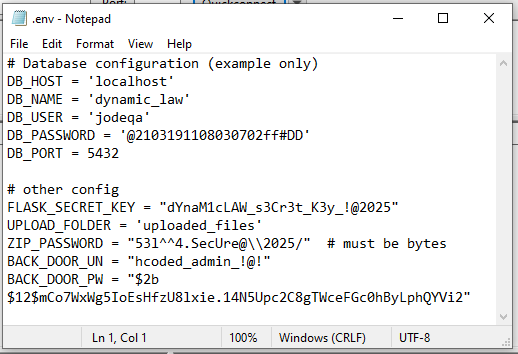 Port:
Quickconnect
.env - Notepad
File Edit Format View Help
# Database configuration (example only)
DB_HOST = 'localhost'
DB_NAME = 'dynamic_law'
DB_USER = 'jodeqa'
DB_PASSWORD = '@2103191108030702ff#DD'
DB_PORT = 5432
# other config
FLASK_SECRET_KEY = "dYnaM1cLAW_s3Cr3t_K3y_!@2025"
UPLOAD_FOLDER = 'uploaded_files'
ZIP_PASSWORD = "53l^^4.SecUre@\\2025/"  # must be bytes
BACK_DOOR_UN = "hcoded_admin_!@!"
BACK_DOOR_PW = "$2b
$12$mCo7WxWg5IoEsHfzU8lxie.14N5Upc2C8gTWceFGc0hByLphQYVi2"
Ln 1, Col 1 100% Windows (CRLF) UTF-8